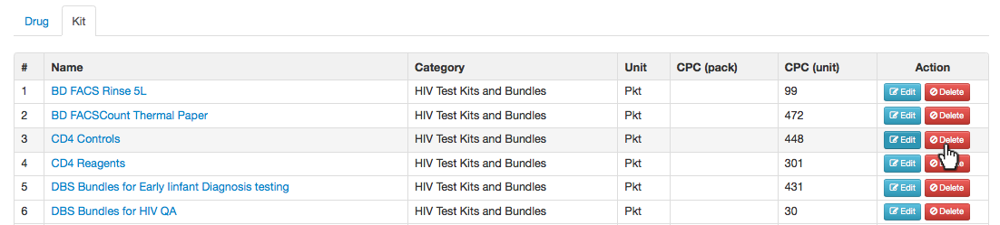 Drug Kit
# Name Category Unit CPC (pack) CPC (unit) Action
1 BD FACS Rinse 5L HIV Test Kits and Bundles Pkt 99 Edit Delete
2 BD FACSCount Thermal Paper HIV Test Kits and Bundles Pkt 472 Edit Delete
3 CD4 Controls HIV Test Kits and Bundles Pkt 448 Edit Delete
4 CD4 Reagents HIV Test Kits and Bundles Pkt 301 Edit
5 DBS Bundles for Early Iinfant Diagnosis testing HIV Test Kits and Bundles Pkt 431 Edit Delete
6 DBS Bundles for HIV QA HIV Test Kits and Bundles Pkt 30 Edit Delete